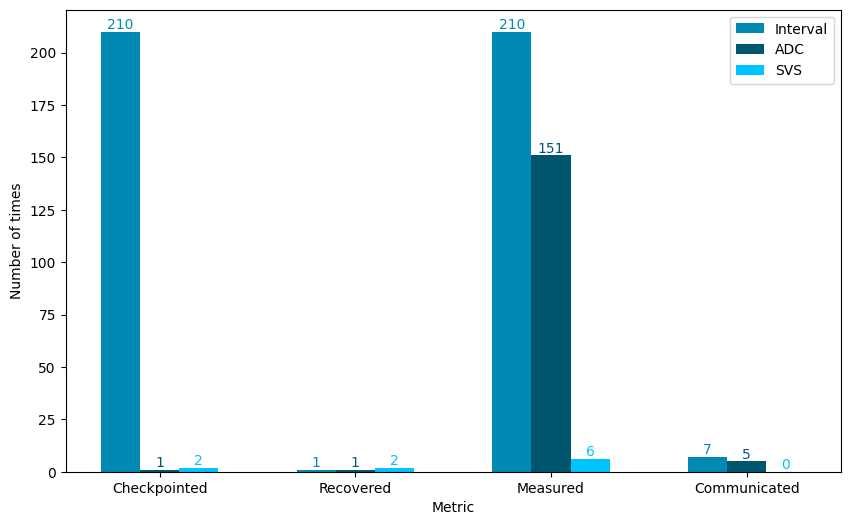 210
210
Interval
ADC
SVS
200
175
150
125
100
75
50
25
0
Number of times
151
1
2
1
1
2
6
7
5
0
Checkpointed
Recovered
Measured
Communicated
Metric